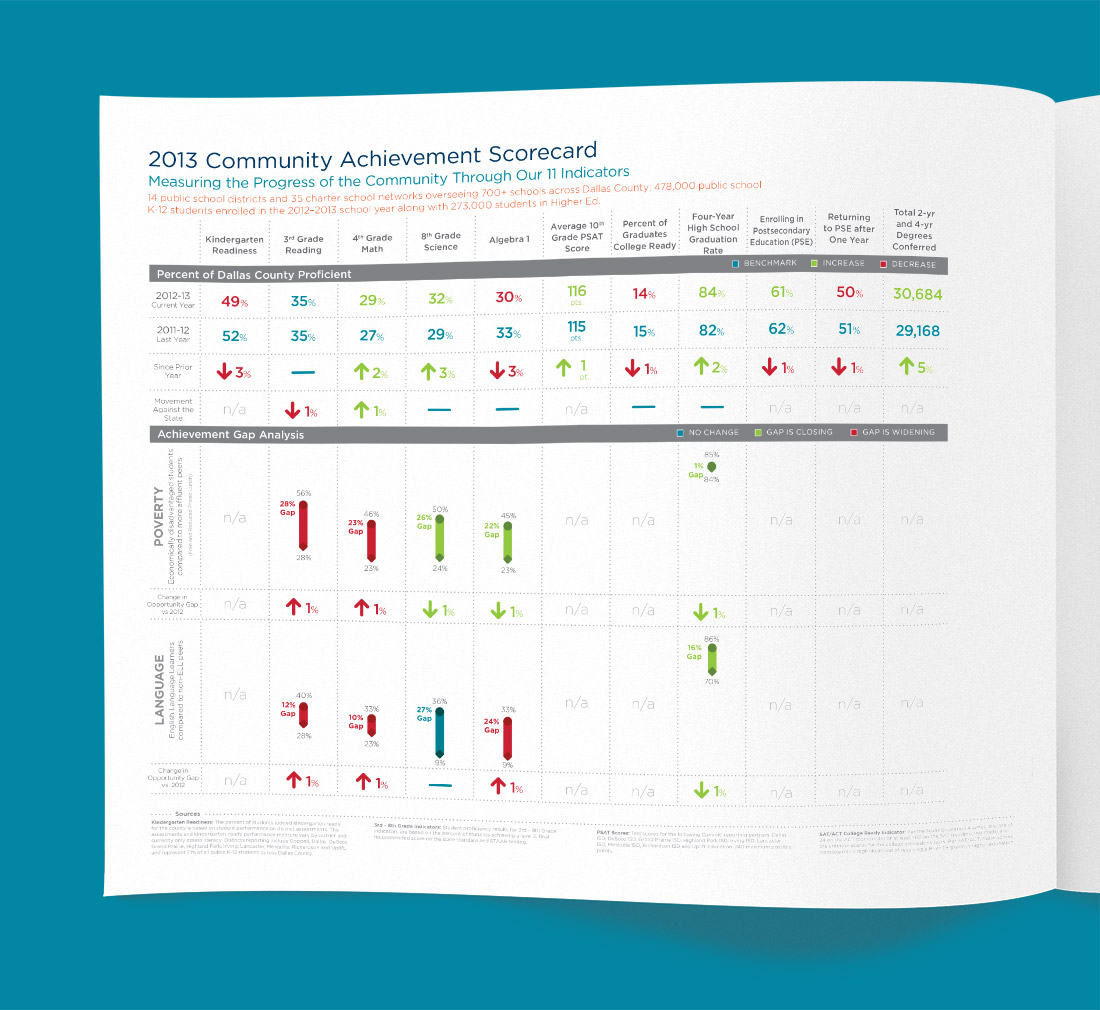 2013 Community Achievement Scorecard
Measuring the Progress of the Community Through Our 11 Indicators
14 public school districts and 35 charter school networks overseeing 700+ schools across Dallas County; 478,000 public school
K-12 students enrolled in the 2012–2013 school year along with 273,000 students in Higher Ed.
Kindergarten
Readiness
3rd Grade
Reading
4th Grade
Math
8th Grade
Science
Algebra 1
Average 10th
Grade PSAT
Score
Percent of
Graduates
College Ready
Four-Year
High School
Graduation
Rate
Enrolling in
Postsecondary
Education (PSE)
Returning
to PSE after
One Year
Total 2-yr
and 4-yr
Degrees
Conferred
Percent of Dallas County Proficient
BENCHMARK INCREASE DECREASE
2012-13
Current Year
49% 35% 29% 32% 30% 116 pts. 14% 84% 61% 50% 30,684
2011-12
Last Year
52% 35% 27% 29% 33% 115 pts. 15% 82% 62% 51% 29,168
Since Prior
Year
3% 2% 3% 3% 1 pt. 1% 2% 1% 1% 5%
Movement
Against the
State
n/a 1% 1% n/a n/a n/a n/a
Achievement Gap Analysis
NO CHANGE GAP IS CLOSING GAP IS WIDENING
POVERTY
Economically disadvantaged students
compared to more affluent peers
n/a
56%
28%
Gap
28%
46%
23%
Gap
23%
50%
26%
Gap
24%
45%
22%
Gap
23%
n/a
n/a
85%
1%
Gap
84%
n/a
n/a
n/a
Change in
Opportunity Gap
vs 2012
n/a 1% 1% 1% 1% n/a n/a 1% n/a n/a n/a
LANGUAGE
English Language Learners
compared to non-ELL peers
n/a
40%
12%
Gap
28%
33%
10%
Gap
23%
36%
27%
Gap
9%
33%
24%
Gap
9%
n/a
n/a
86%
16%
Gap
70%
n/a
n/a
n/a
Change in
Opportunity Gap
vs. 2012
n/a 1% 1% 1% n/a n/a 1% n/a n/a n/a
Sources
Kindergarten Readiness:
3rd - 8th Grade Indicators:
PSAT Scores:
SAT/ACT College Ready Indicator: